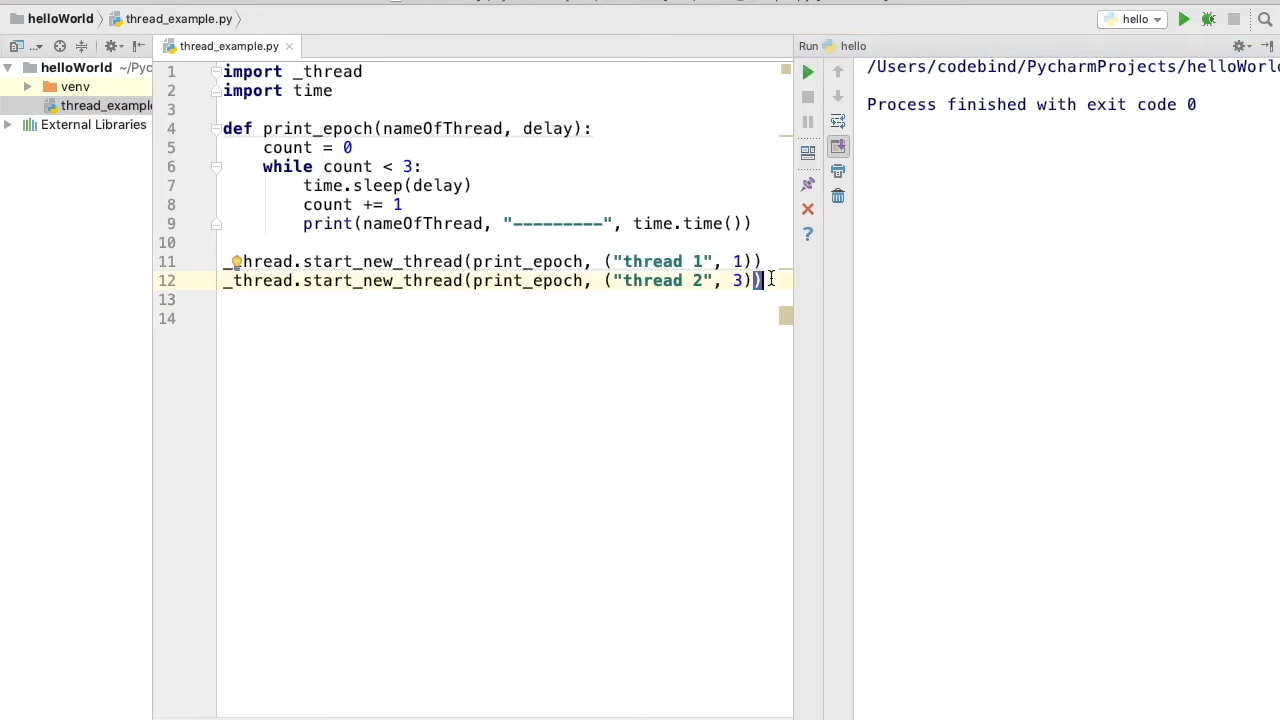 helloWorld thread_example.py hello
... thread_example.py Run hello
helloWorld ~/Pyc
venv
thread_example
External Libraries
1 import _thread
2 import time
3
4 def print_epoch(nameOfThread, delay):
5 count = 0
6 while count < 3:
7 time.sleep(delay)
8 count += 1
9 print(nameOfThread, "---------", time.time())
10
11 _ hread.start_new_thread(print_epoch, ("thread 1", 1))
12 _thread.start_new_thread(print_epoch, ("thread 2", 3))
13
14
/Users/codebind/PycharmProjects/helloWorl
Process finished with exit code 0
?